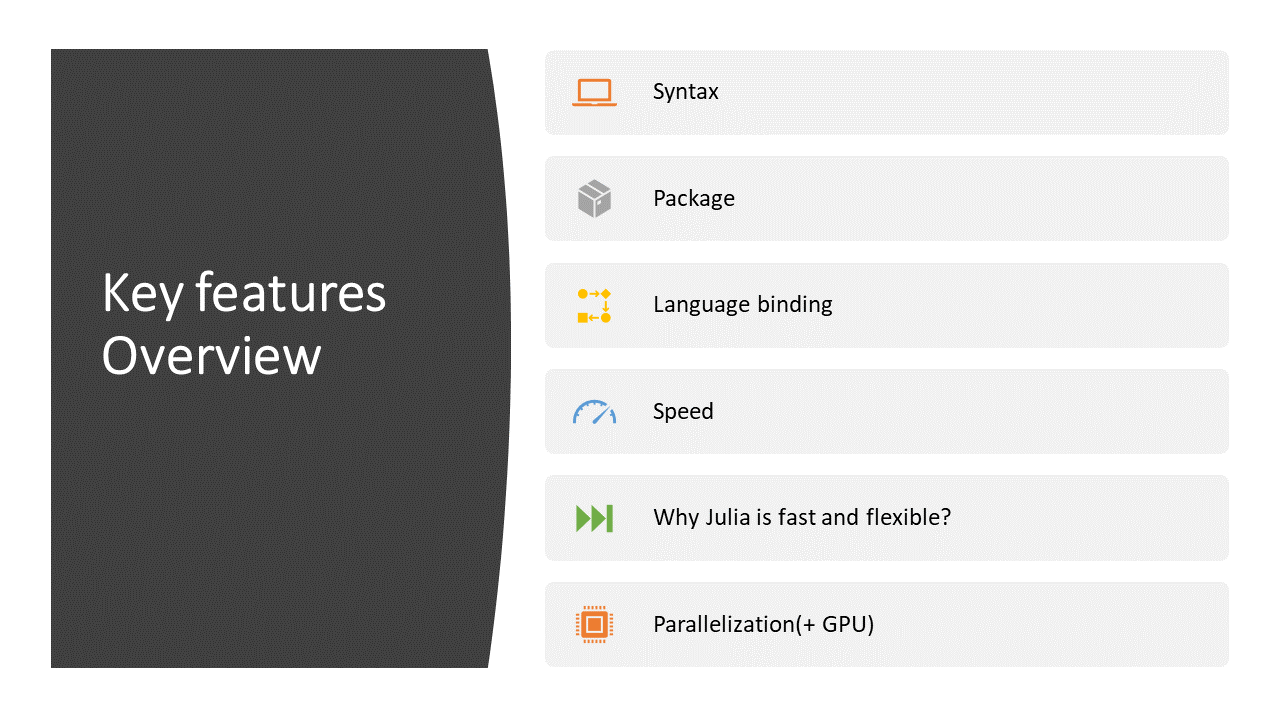 Key features
Overview
Syntax
Package
Language binding
Speed
Why Julia is fast and flexible?
Parallelization(+ GPU)